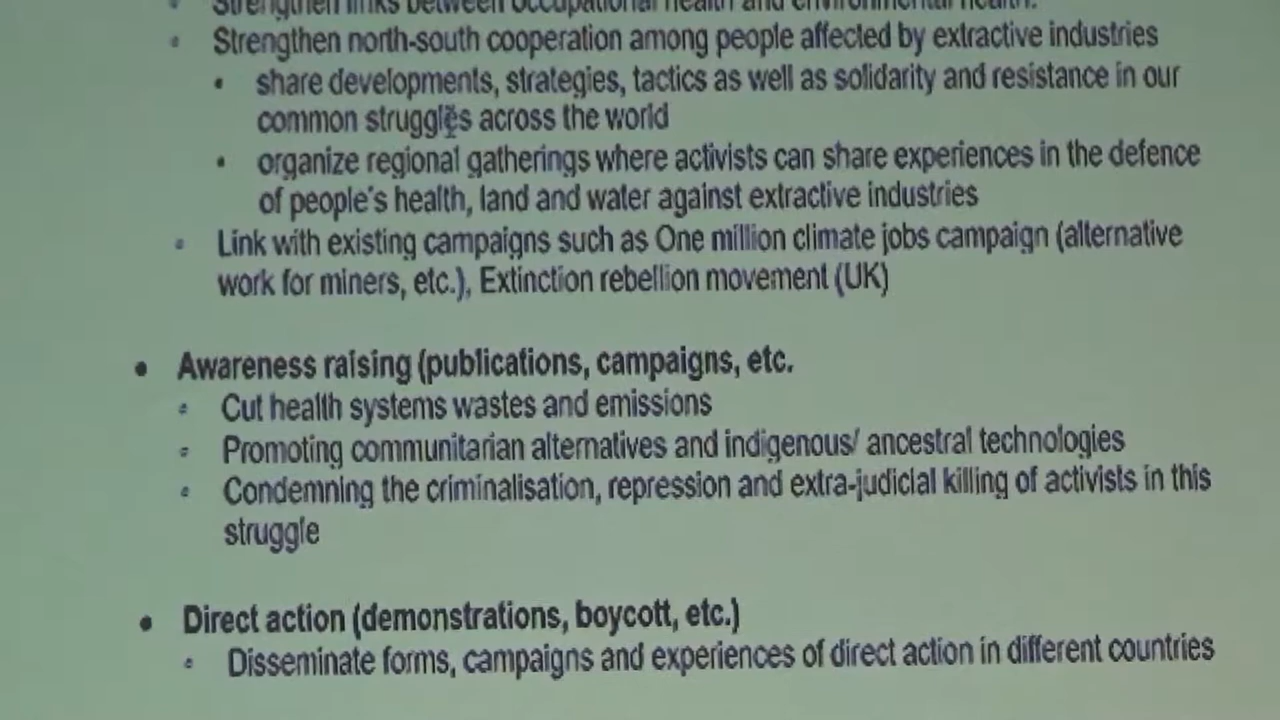 Strengthen links between occupational health and environmental health.
• Strengthen north-south cooperation among people affected by extractive industries
• share developments, strategies, tactics as well as solidarity and resistance in our
common struggles across the world
• organize regional gatherings where activists can share experiences in the defence
of people's health, land and water against extractive industries
• Link with existing campaigns such as One million climate jobs campaign (alternative
work for miners, etc.), Extinction rebellion movement (UK)
• Awareness raising (publications, campaigns, etc.
• Cut health systems wastes and emissions
• Promoting communitarian alternatives and indigenous/ ancestral technologies
• Condemning the criminalisation, repression and extra-judicial killing of activists in this
struggle
• Direct action (demonstrations, boycott, etc.)
• Disseminate forms, campaigns and experiences of direct action in different countries